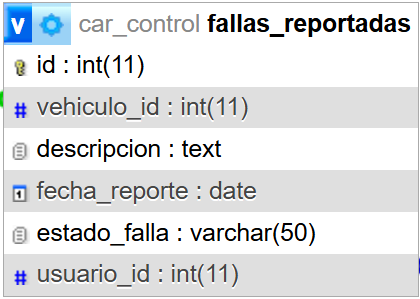 v car_control fallas_reportadas
id : int(11)
# vehiculo_id : int(11)
descripcion : text
fecha_reporte : date
estado_falla : varchar(50)
# usuario_id : int(11)